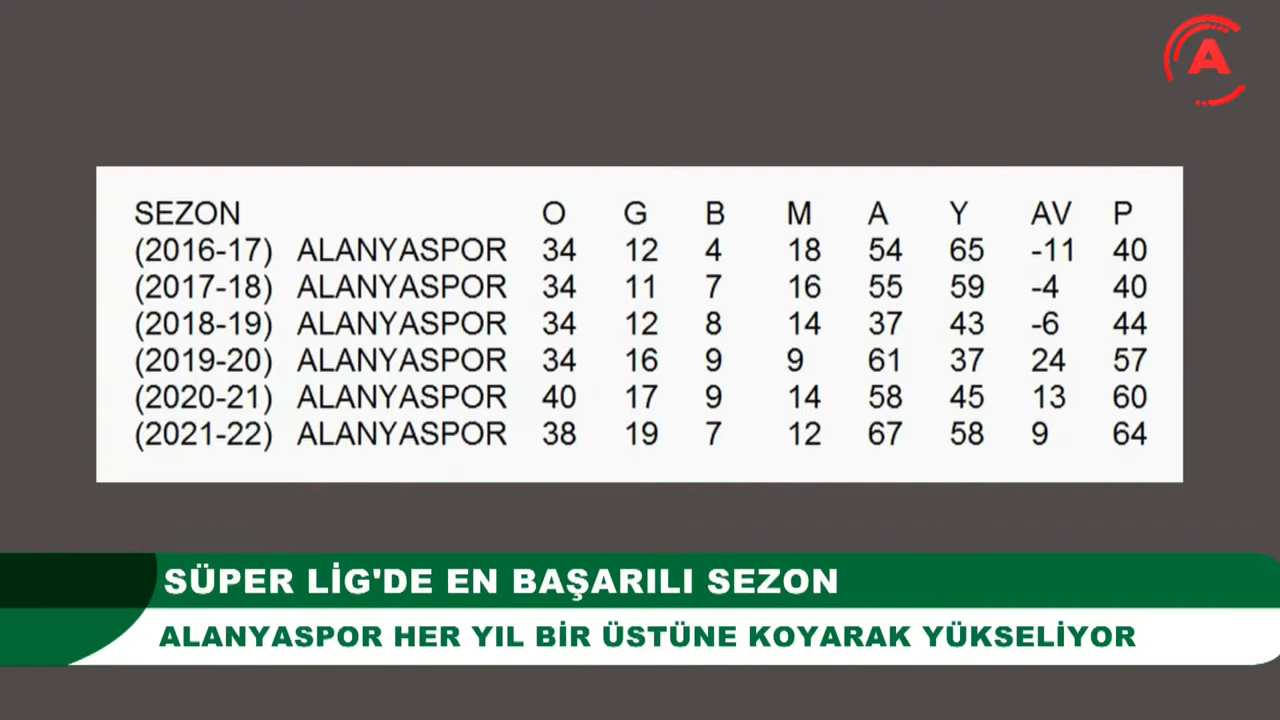 A
SEZON O G B M A Y AV P
(2016-17) ALANYASPOR 34 12 4 18 54 65 -11 40
(2017-18) ALANYASPOR 34 11 7 16 55 59 -4 40
(2018-19) ALANYASPOR 34 12 8 14 37 43 -6 44
(2019-20) ALANYASPOR 34 16 9 9 61 37 24 57
(2020-21) ALANYASPOR 40 17 9 14 58 45 13 60
(2021-22) ALANYASPOR 38 19 7 12 67 58 9 64
SÜPER LİG'DE EN BAŞARILI SEZON
ALANYASPOR HER YIL BİR ÜSTÜNE KOYARAK YÜKSELİYOR